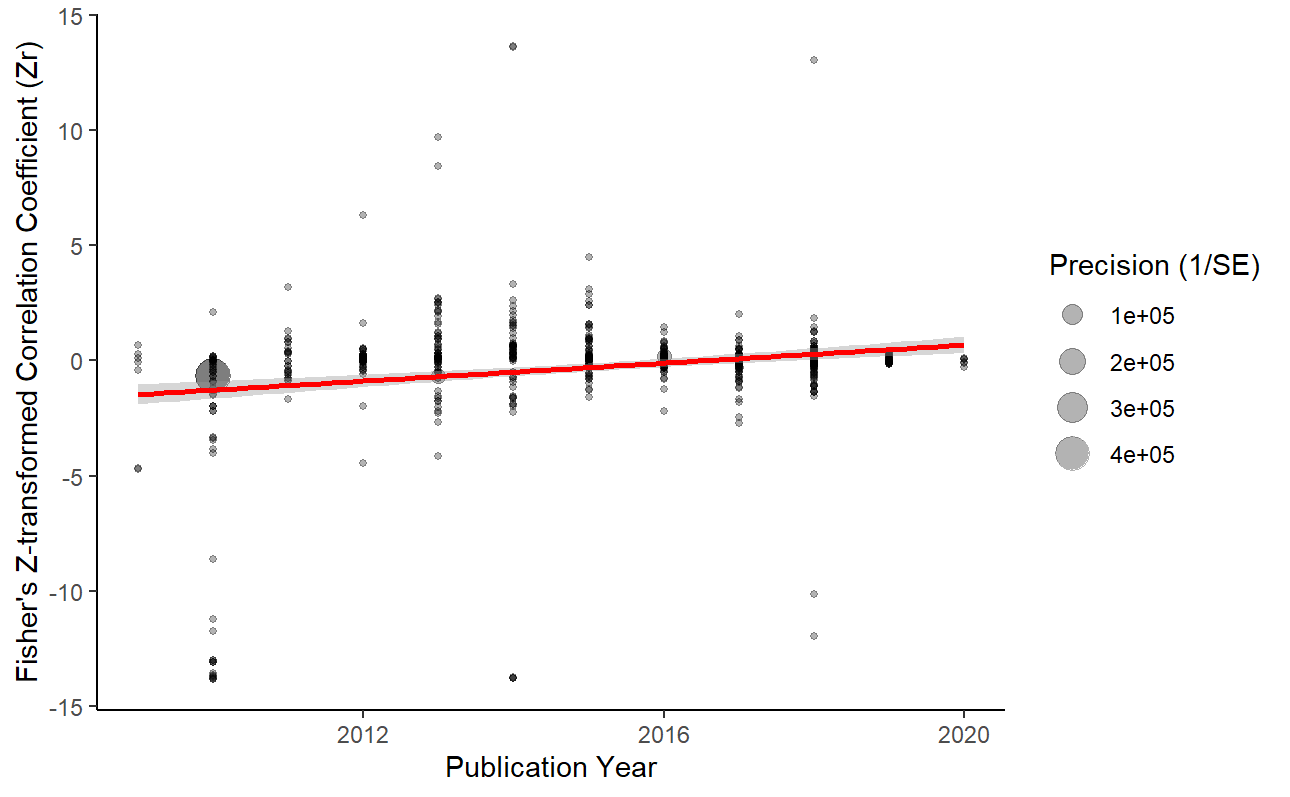 15
10
5
0
-5
-10
-15
Fisher's Z-transformed Correlation Coefficient (Zr)
2012
2016
2020
Publication Year
Precision (1/SE)
1e+05
2e+05
3e+05
4e+05